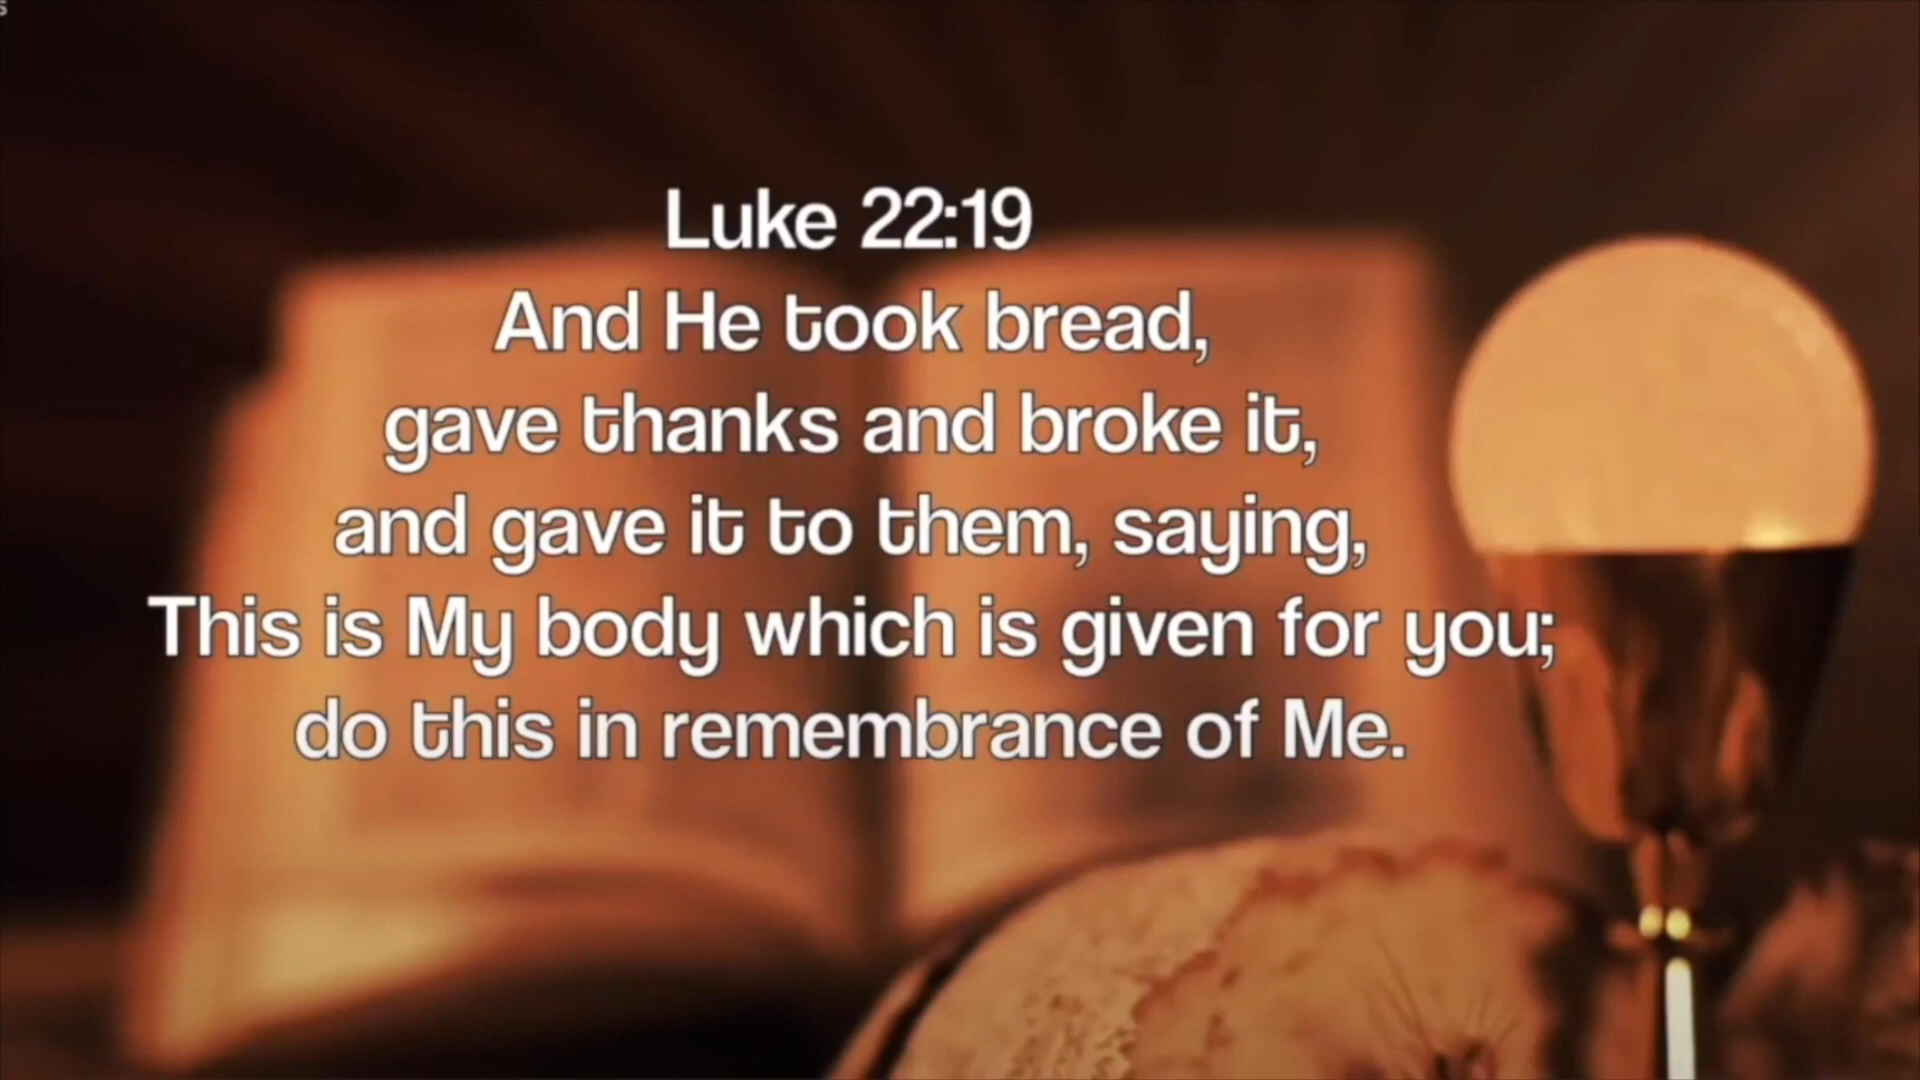 Luke 22:19
And He took bread,
gave thanks and broke it,
and gave it to them, saying,
This is My body which is given for you;
do this in remembrance of Me.